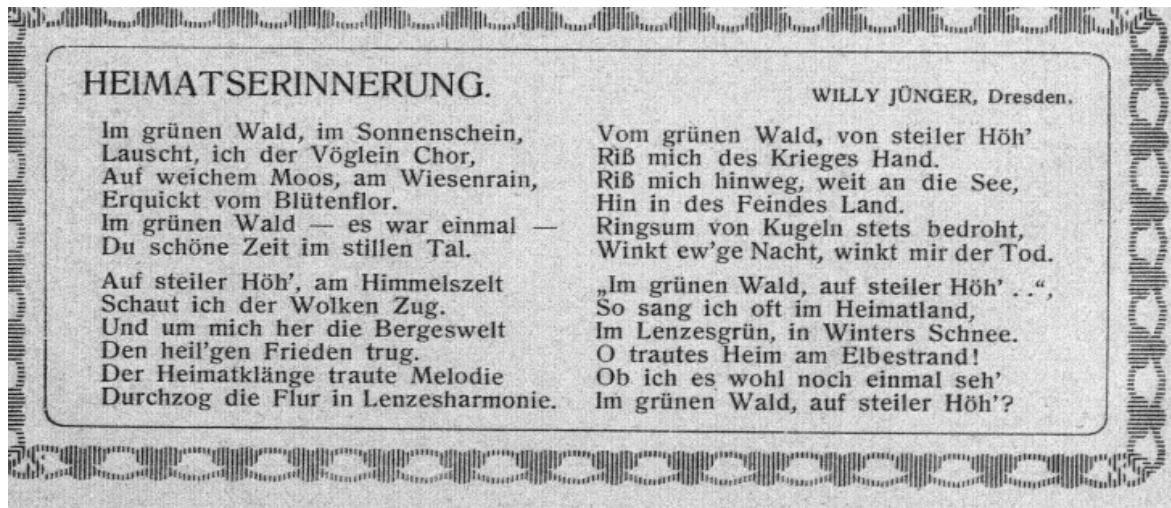 HEIMATSERINNERUNG.
WILLY JÜNGER, Dresden.
Im grünen Wald, im Sonnenschein,
Lauscht, ich der Vöglein Chor,
Auf weichem Moos, am Wiesenrain,
Erquickt vom Blütenflor.
Im grünen Wald — es war einmal —
Du schöne Zeit im stillen Tal.
Auf steiler Höh', am Himmelszelt
Schaut ich der Wolken Zug.
Und um mich her die Bergeswelt
Den heil'gen Frieden trug.
Der Heimatklänge traute Melodie
Durchzog die Flur in Lenzesharmonie.
Vom grünen Wald, von steiler Höh'
Riß mich des Krieges Hand.
Riß mich hinweg, weit an die See,
Hin in des Feindes Land.
Ringsum von Kugeln stets bedroht,
Winkt ew'ge Nacht, winkt mir der Tod.
„Im grünen Wald, auf steiler Höh' . .“,
So sang ich oft im Heimatland,
Im Lenzesgrün, in Winters Schnee.
O trautes Heim am Elbestrand!
Ob ich es wohl noch einmal seh'
Im grünen Wald, auf steiler Höh'?